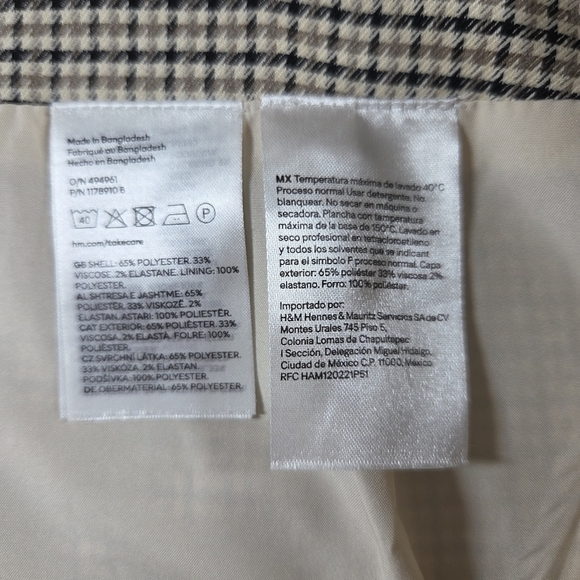 Made in Bangladesh
Fabriqué au Bangladesh
Hecho en Bangladesh
O/N 494961
P/N 1178910 B
40
P
hm.com/takecare
GB SHELL: 65% POLYESTER. 33%
VISCOSE. 2% ELASTANE. LINING: 100%
POLYESTER.
AL SHTRESA E JASHTME: 65%
POLIESTËR. 33% VISKOZË. 2%
ELASTAN. ASTARI: 100% POLIESTËR.
CAT EXTERIOR: 65% POLIÈSTER. 33%
VISCOSA. 2% ELASTÀ. FOLRE: 100%
POLIÈSTER.
CZ SVRCHNÍ LÁTKA: 65% POLYESTER.
33% VISKÓZA. 2% ELASTAN.
PODŠÍVKA: 100% POLYESTER.
DE OBERMATERIAL: 65% POLYESTER.
MX Temperatura máxima de lavado 40°C
Proceso normal Usar detergente. No
blanquear. No secar en máquina o
secadora. Plancha con temperatura
máxima de la base de 150°C. Lavado en
seco profesional en tetracloroetileno
y todos los solventes que se indican
para el símbolo F proceso normal. Capa
exterior: 65% poliéster 33% viscosa 2%
elastano. Forro: 100% poliéster.
Importado por:
H&M Hennes & Mauritz Servicios SA de CV
Montes Urales 745 Piso 5,
Colonia Lomas de Chapultepec
I Sección, Delegación Miguel Hidalgo,
Ciudad de México C.P. 11000, México
RFC HAM120221P51